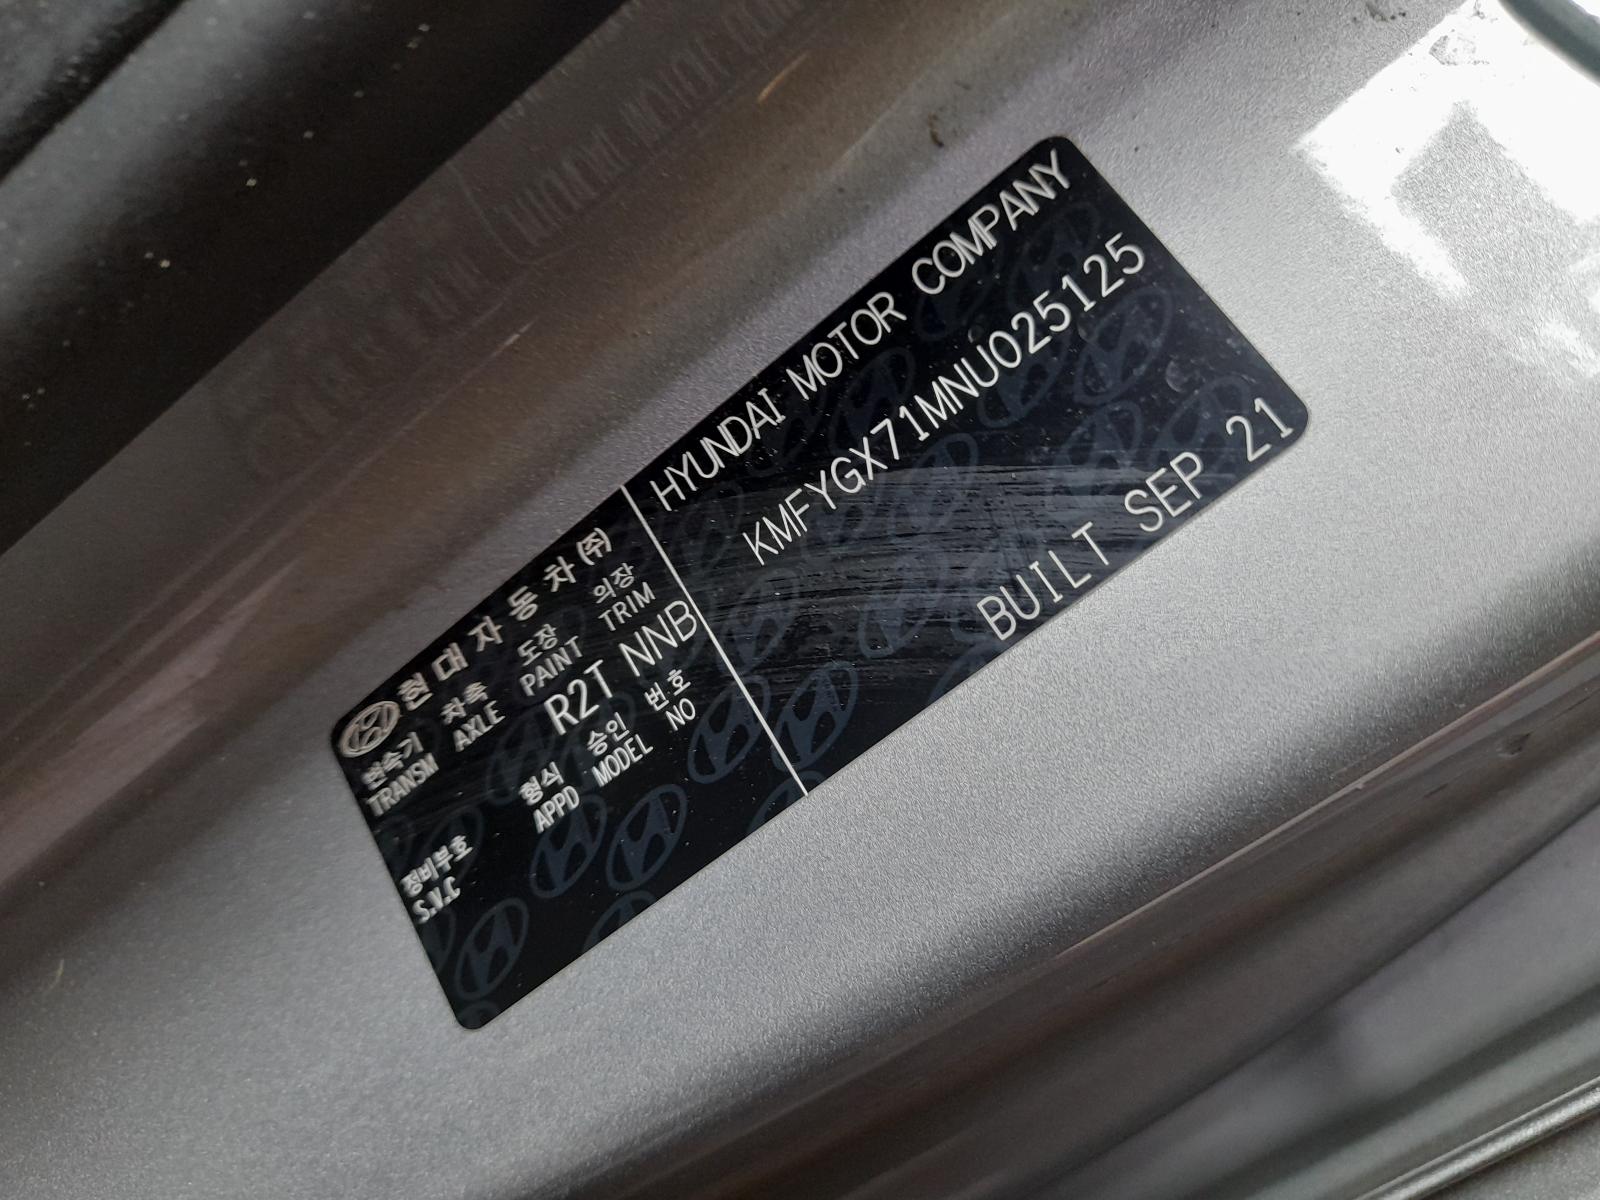 현대자동차(주)
HYUNDAI MOTOR COMPANY
변속기 차축 도장 의장
TRANSM AXLE PAINT TRIM
KMFYGX71MNU025125
R2T NNB
형식 승인 번호
APPD MODEL NO
BUILT SEP 21
정비부호
S.V.C